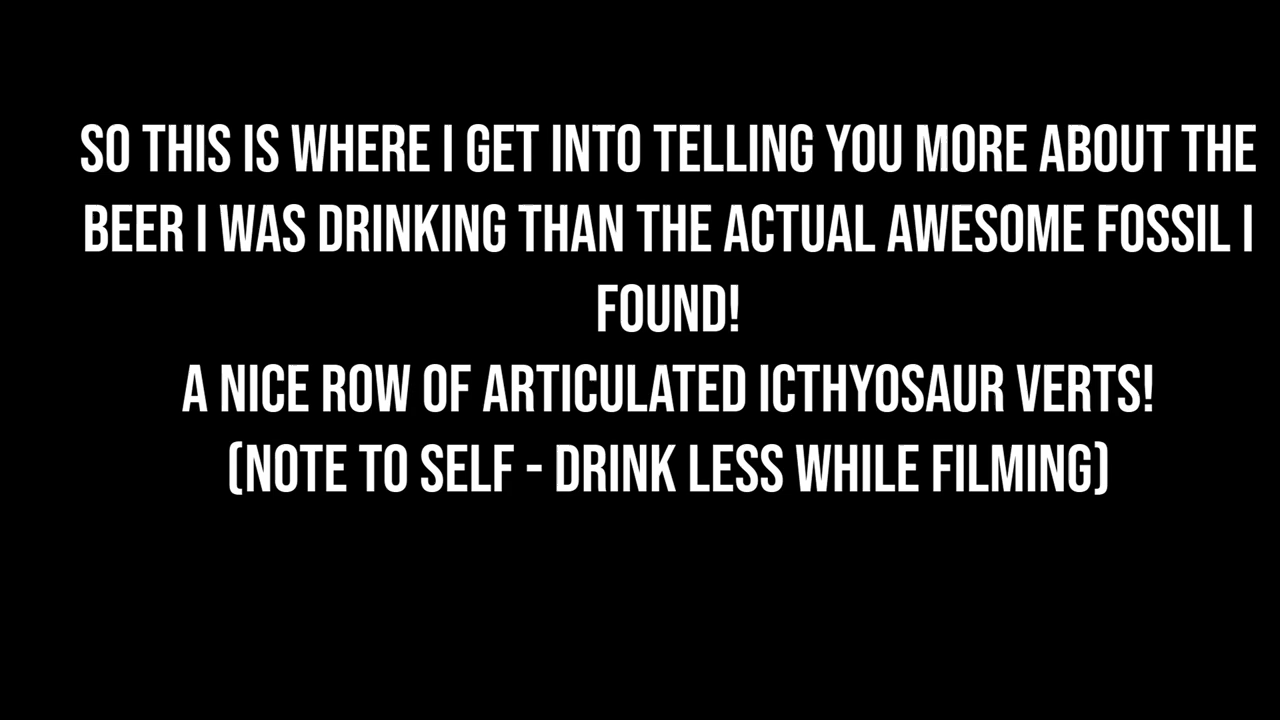 SO THIS IS WHERE I GET INTO TELLING YOU MORE ABOUT THE
BEER I WAS DRINKING THAN THE ACTUAL AWESOME FOSSIL I
FOUND!
A NICE ROW OF ARTICULATED ICTHYOSAUR VERTS!
(NOTE TO SELF - DRINK LESS WHILE FILMING)